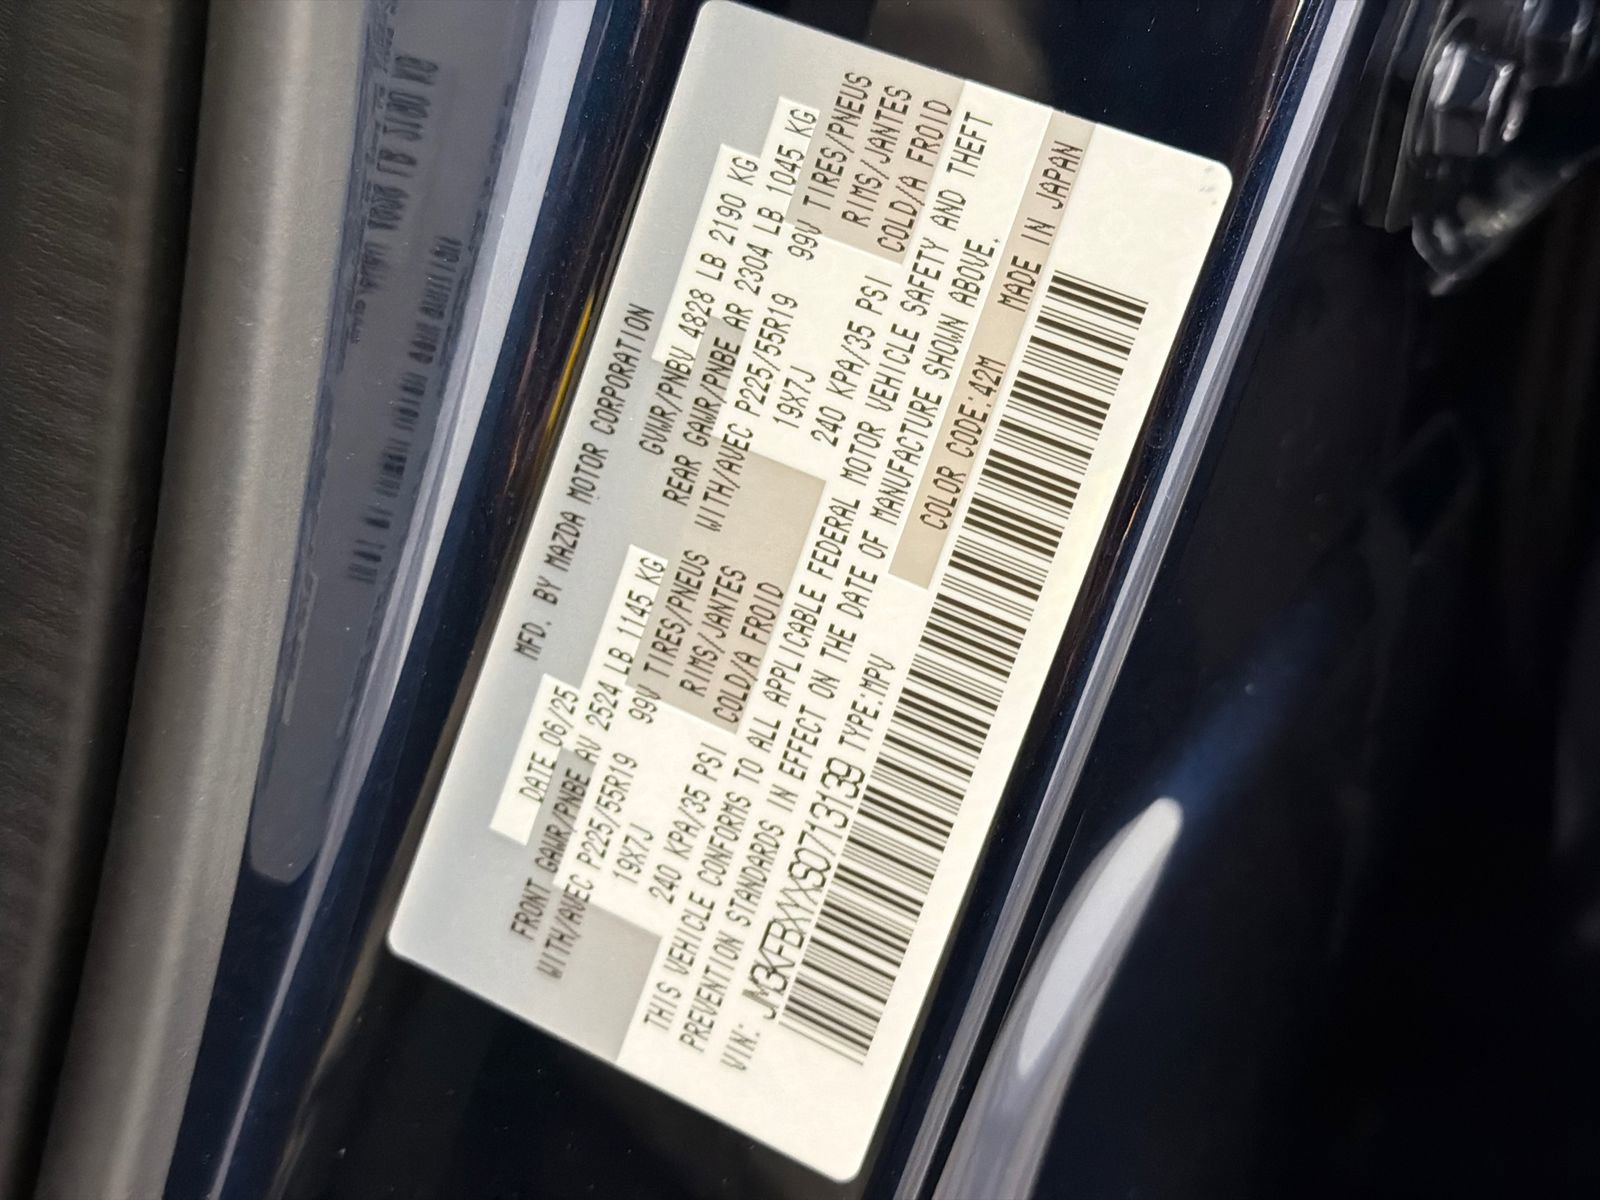 MFD. BY MAZDA MOTOR CORPORATION
DATE 06/25 GVWR/PNBV 4828 LB 2190 KG
FRONT GAWR/PNBE AV 2524 LB 1145 KG REAR GAWR/PNBE AR 2304 LB 1045 KG
WITH/AVEC P225/55R19 99V TIRES/PNEUS WITH/AVEC P225/55R19 99V TIRES/PNEUS
19X7J RIMS/JANTES 19X7J RIMS/JANTES
240 KPA/35 PSI COLD/A FROID 240 KPA/35 PSI COLD/A FROID
THIS VEHICLE CONFORMS TO ALL APPLICABLE FEDERAL MOTOR VEHICLE SAFETY AND THEFT
PREVENTION STANDARDS IN EFFECT ON THE DATE OF MANUFACTURE SHOWN ABOVE.
VIN: JM3KFBXYXS0713139 TYPE:MPV COLOR CODE:42M MADE IN JAPAN